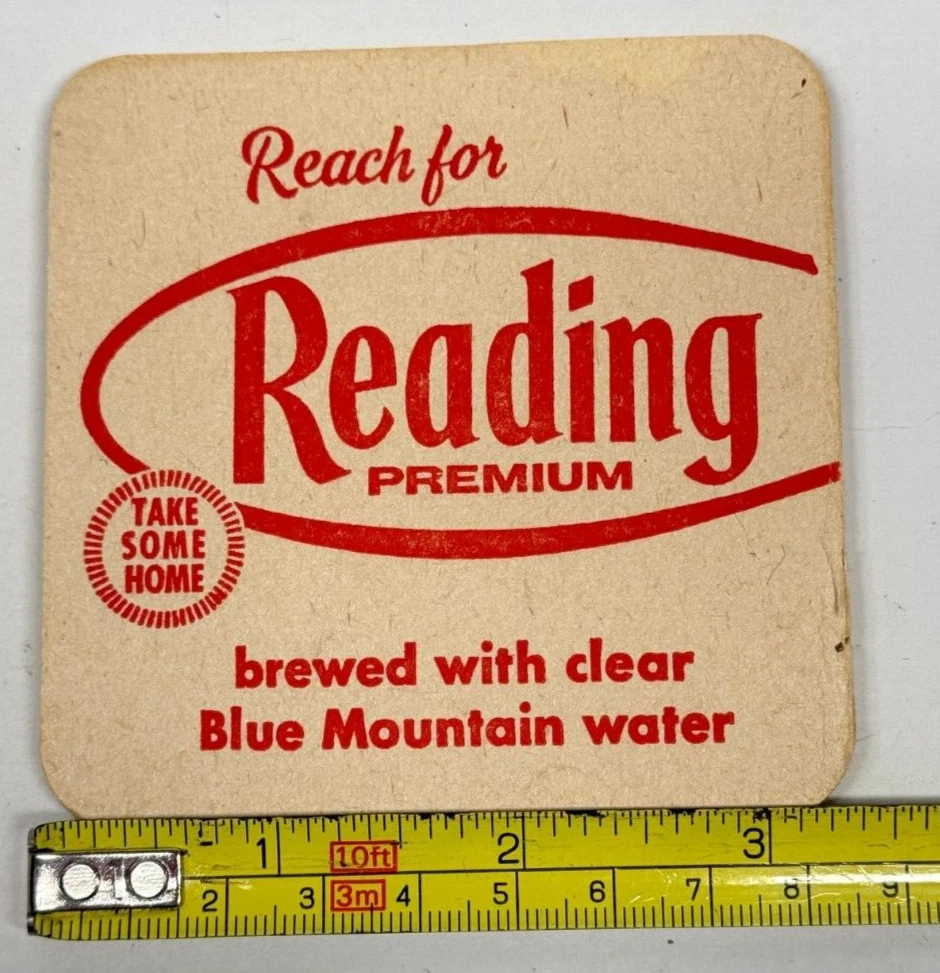 Reach for
Reading
PREMIUM
TAKE
SOME
HOME
brewed with clear
Blue Mountain water
1 10ft 2 3
2 3 3m 4 5 6 7 8 9